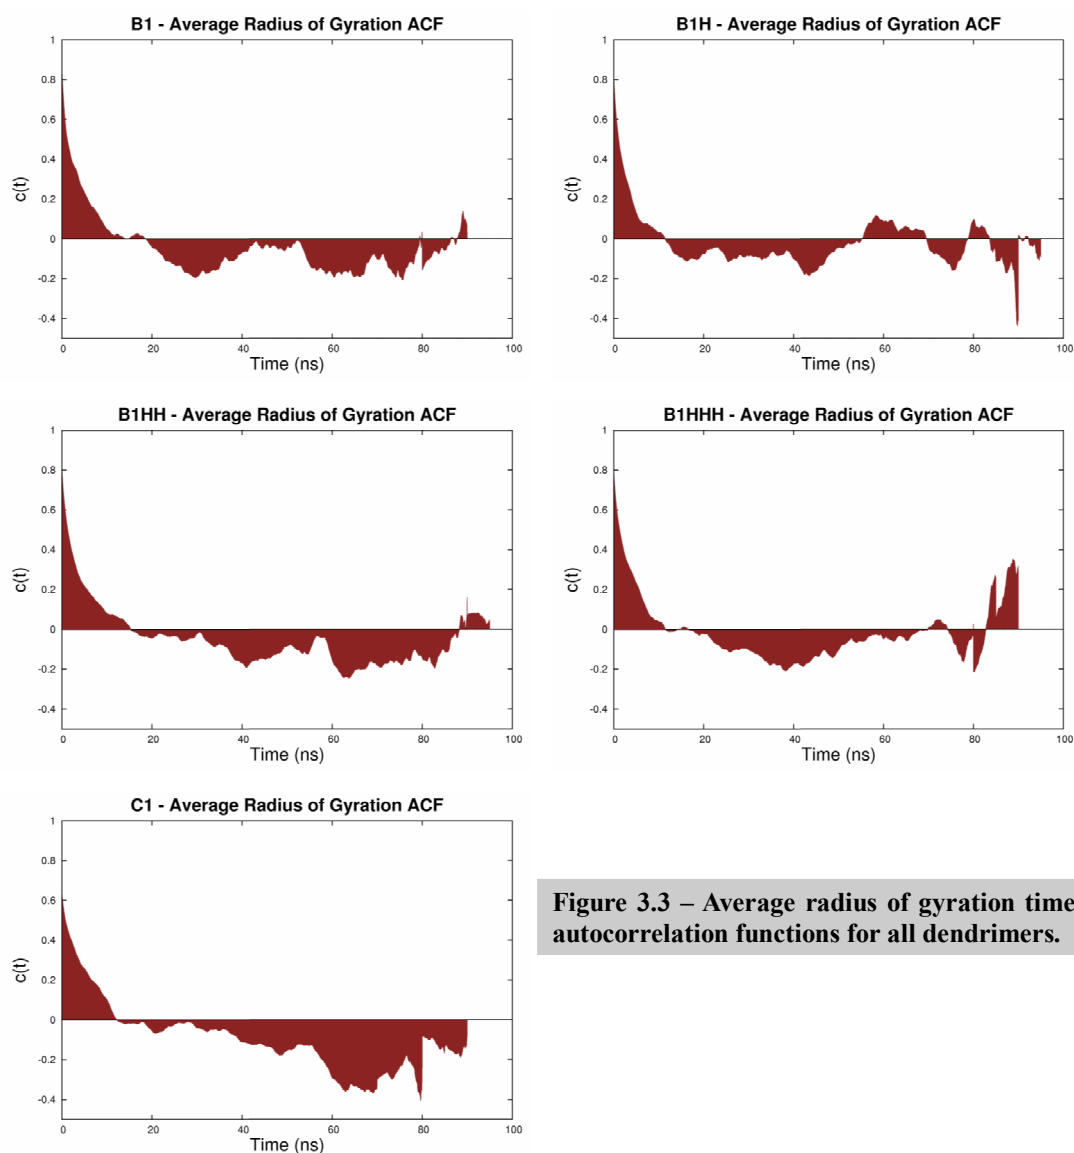 B1 - Average Radius of Gyration ACF
1
0.8
0.6
0.4
0.2
0
-0.2
-0.4
c(t)
0 20 40 60 80 100
Time (ns)
B1H - Average Radius of Gyration ACF
1
0.8
0.6
0.4
0.2
0
-0.2
-0.4
c(t)
0 20 40 60 80 100
Time (ns)
B1HH - Average Radius of Gyration ACF
1
0.8
0.6
0.4
0.2
0
-0.2
-0.4
c(t)
0 20 40 60 80 100
Time (ns)
B1HHH - Average Radius of Gyration ACF
1
0.8
0.6
0.4
0.2
0
-0.2
-0.4
c(t)
0 20 40 60 80 100
Time (ns)
C1 - Average Radius of Gyration ACF
1
0.8
0.6
0.4
0.2
0
-0.2
-0.4
c(t)
0 20 40 60 80 100
Time (ns)
Figure 3.3 – Average radius of gyration time
autocorrelation functions for all dendrimers.